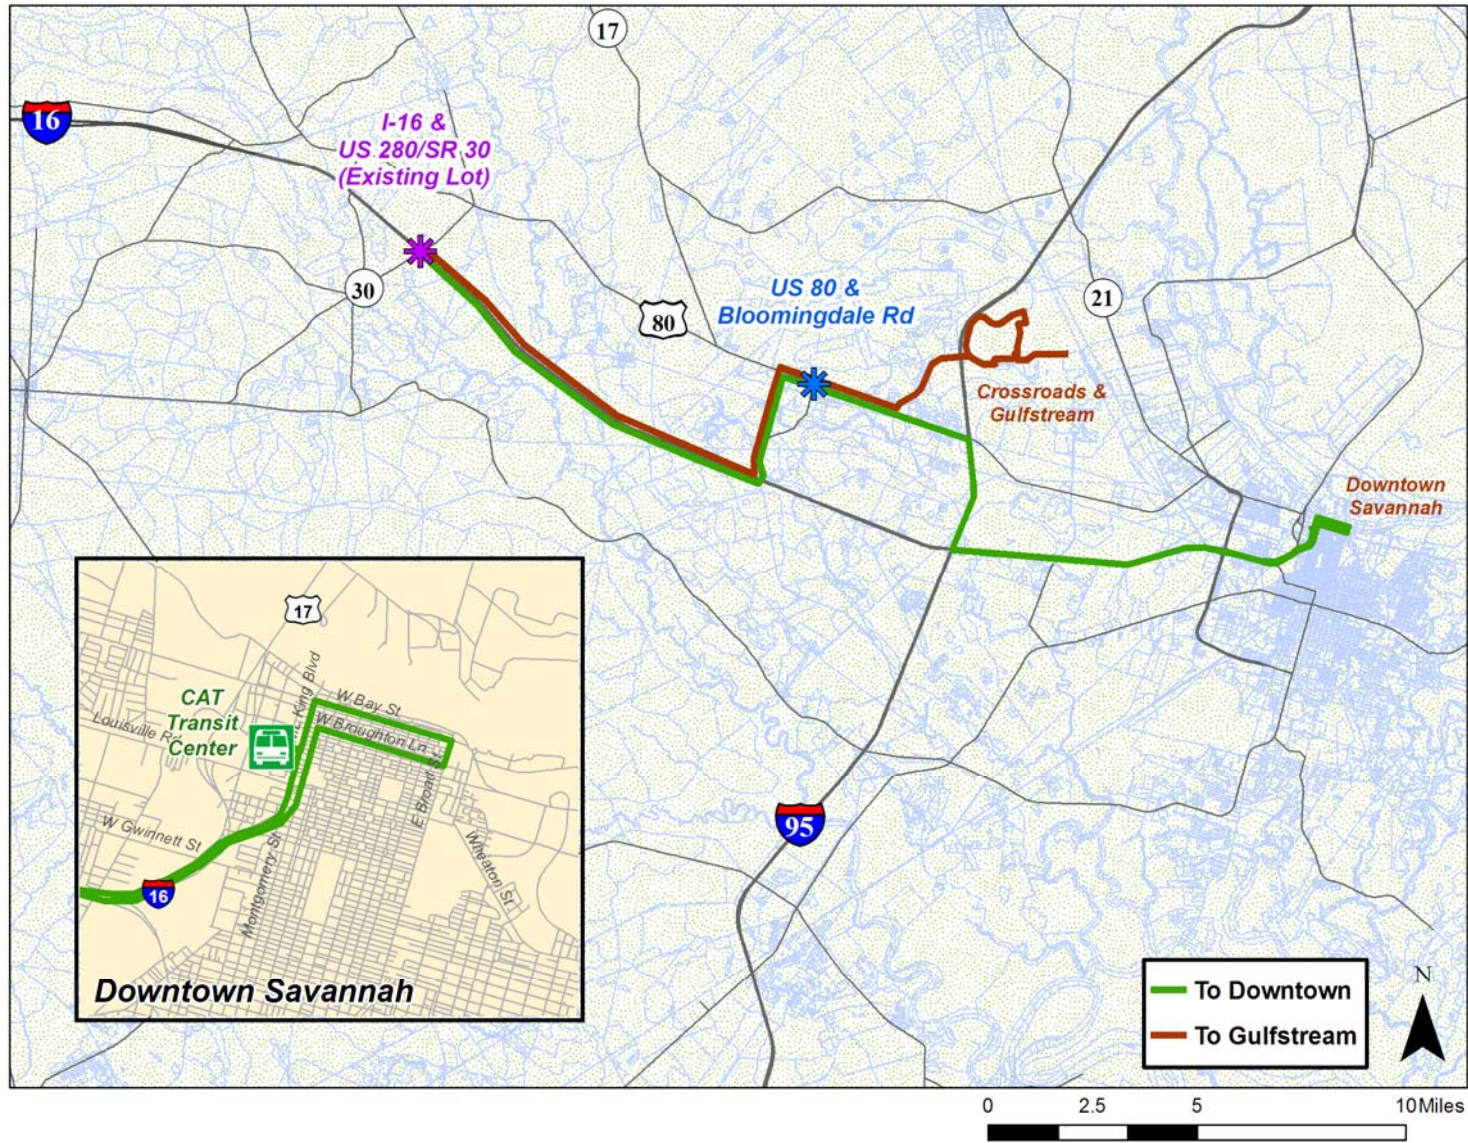 17
16
I-16 &
US 280/SR 30
(Existing Lot)
30
80
US 80 &
Bloomingdale Rd
21
Crossroads &
Gulfstream
Downtown
Savannah
95
17
CAT
Transit
Center
King Blvd
W Bay St
W Broughton Ln
Louisville Rd
E Broad St
W Gwinnett St
Montgomery St
Wheaton St
16
Downtown Savannah
To Downtown
To Gulfstream
N
0 2.5 5 10 Miles